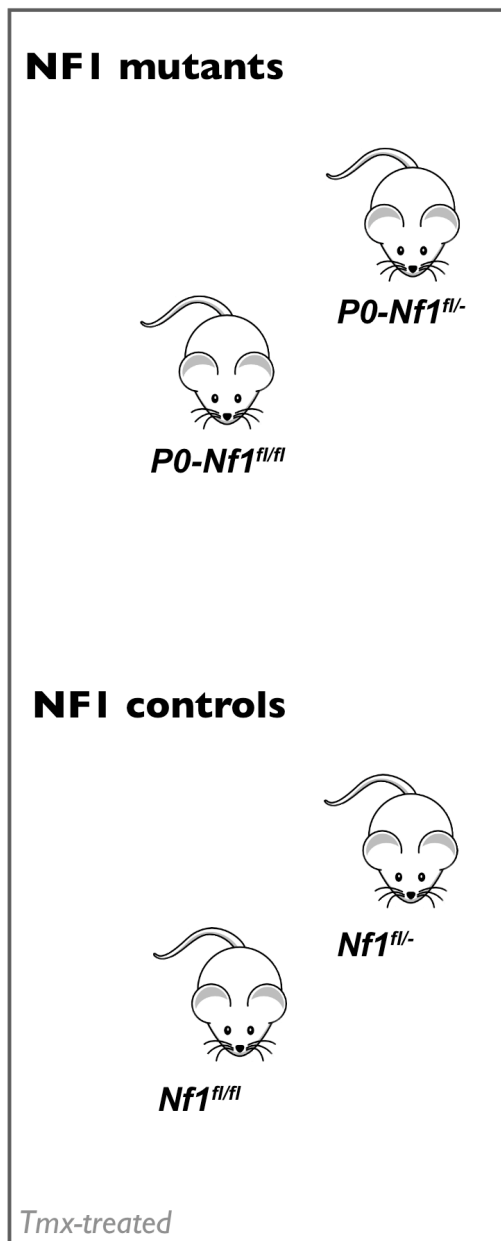 NF1 mutants
P0-Nf1fl/-
P0-Nf1fl/fl
NF1 controls
Nf1fl/-
Nf1fl/fl
Tmx-treated